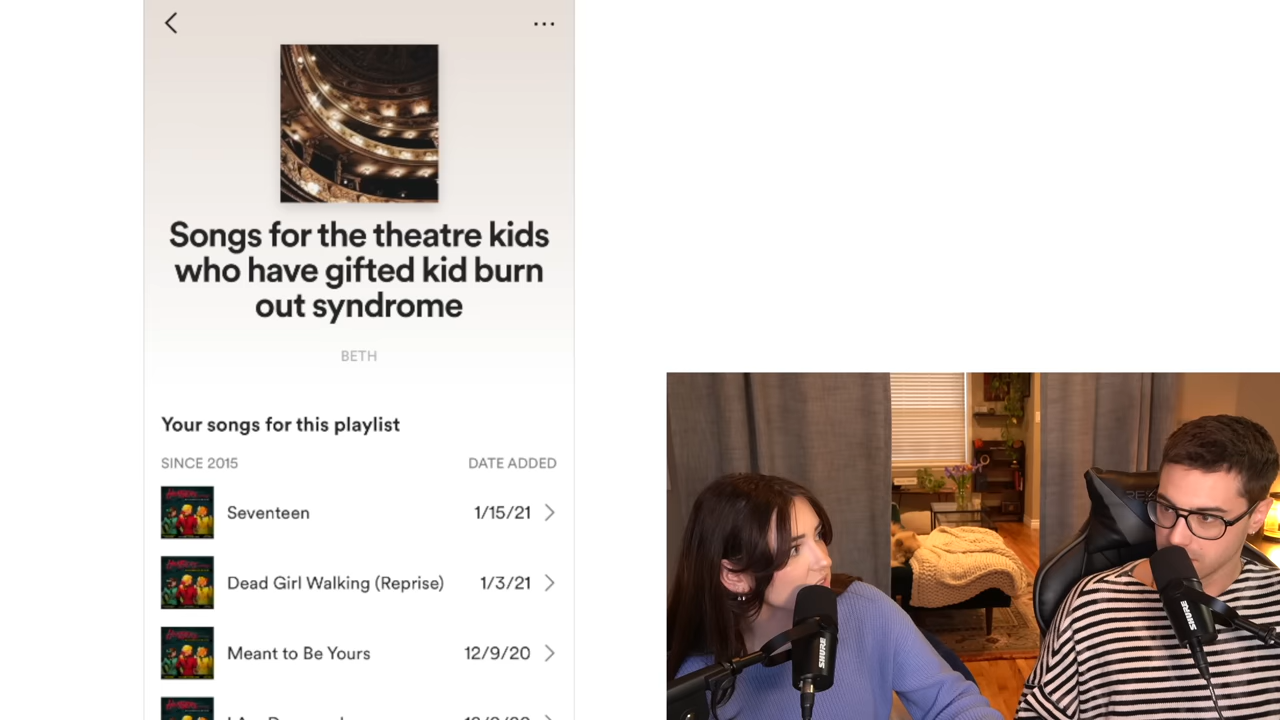 Songs for the theatre kids
who have gifted kid burn
out syndrome
BETH
Your songs for this playlist
SINCE 2015 DATE ADDED
Seventeen 1/15/21
Dead Girl Walking (Reprise) 1/3/21
Meant to Be Yours 12/9/20
SHURE
SHURE